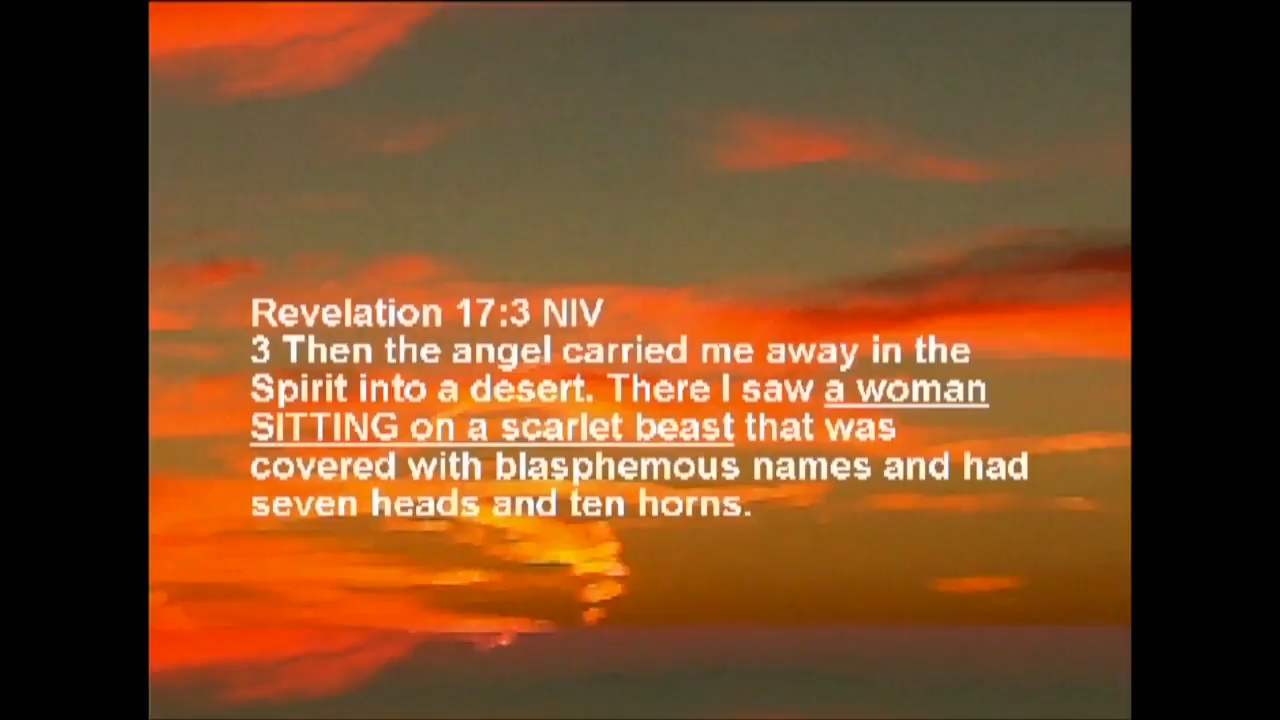 Revelation 17:3 NIV
3 Then the angel carried me away in the
Spirit into a desert. There I saw a woman
SITTING on a scarlet beast that was
covered with blasphemous names and had
seven heads and ten horns.